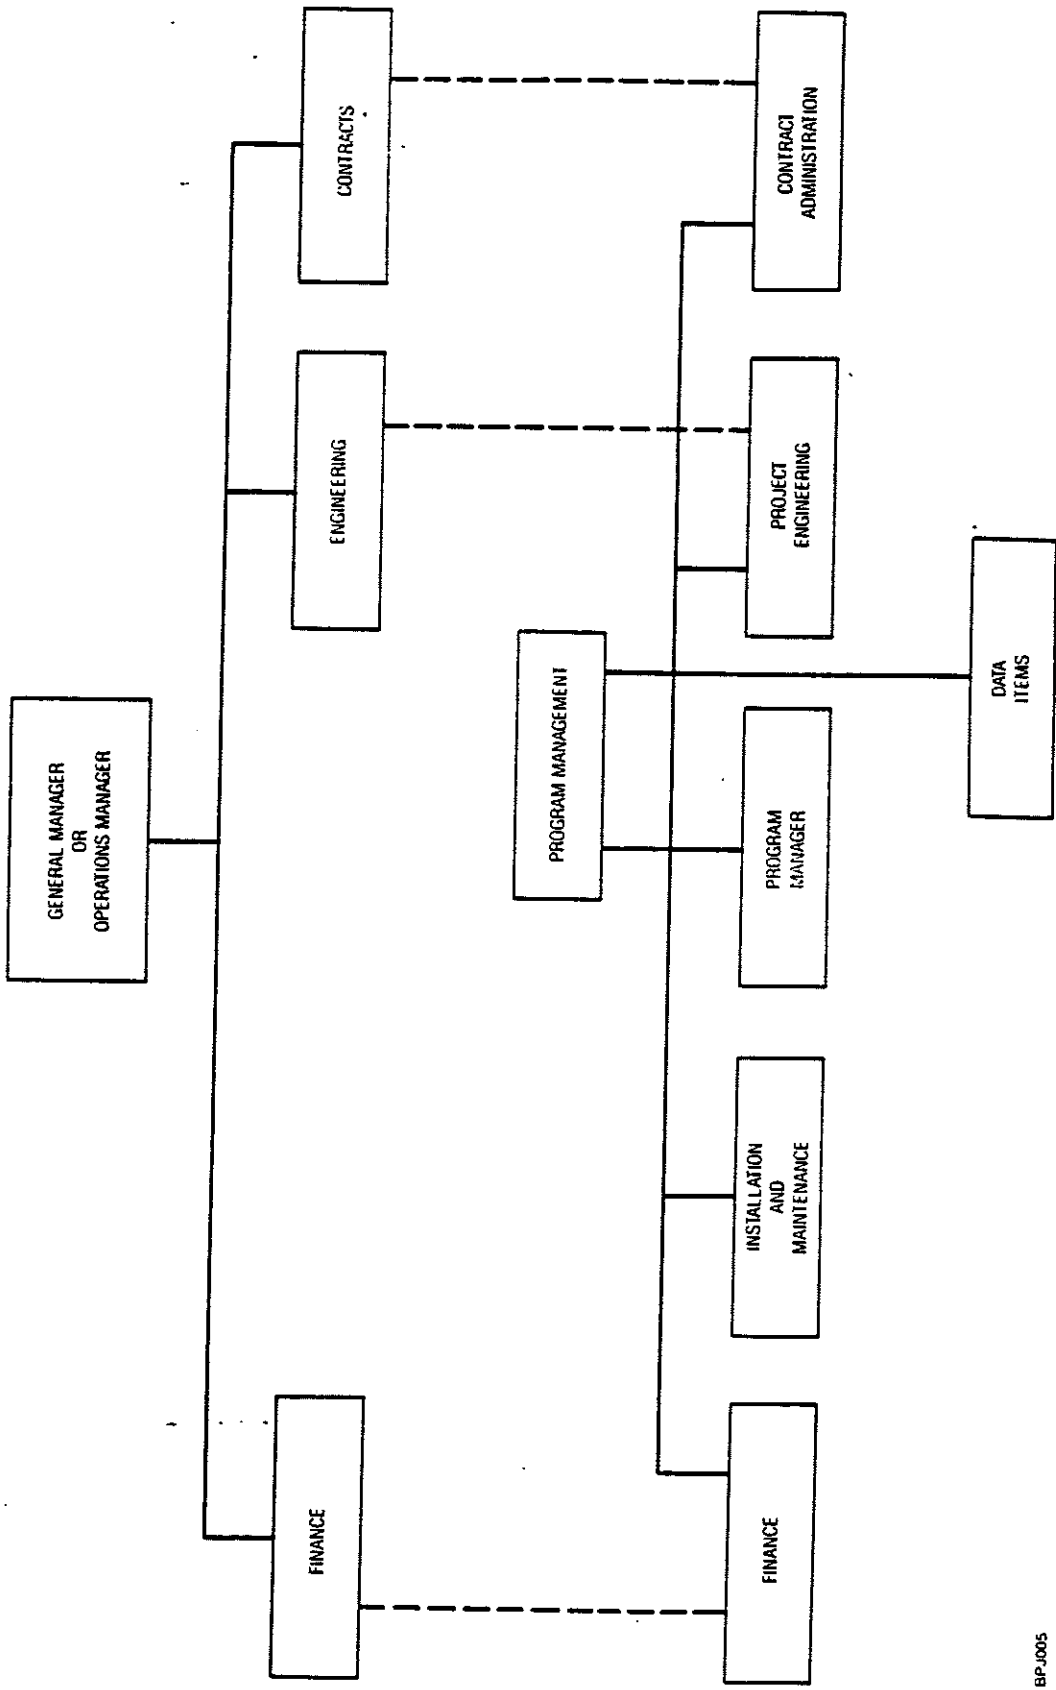 GENERAL MANAGER
OR
OPERATIONS MANAGER
FINANCE
ENGINEERING
CONTRACTS
PROGRAM MANAGEMENT
FINANCE
INSTALLATION
AND
MAINTENANCE
PROGRAM
MANAGER
PROJECT
ENGINEERING
CONTRACT
ADMINISTRATION
DATA
ITEMS
BPJ005